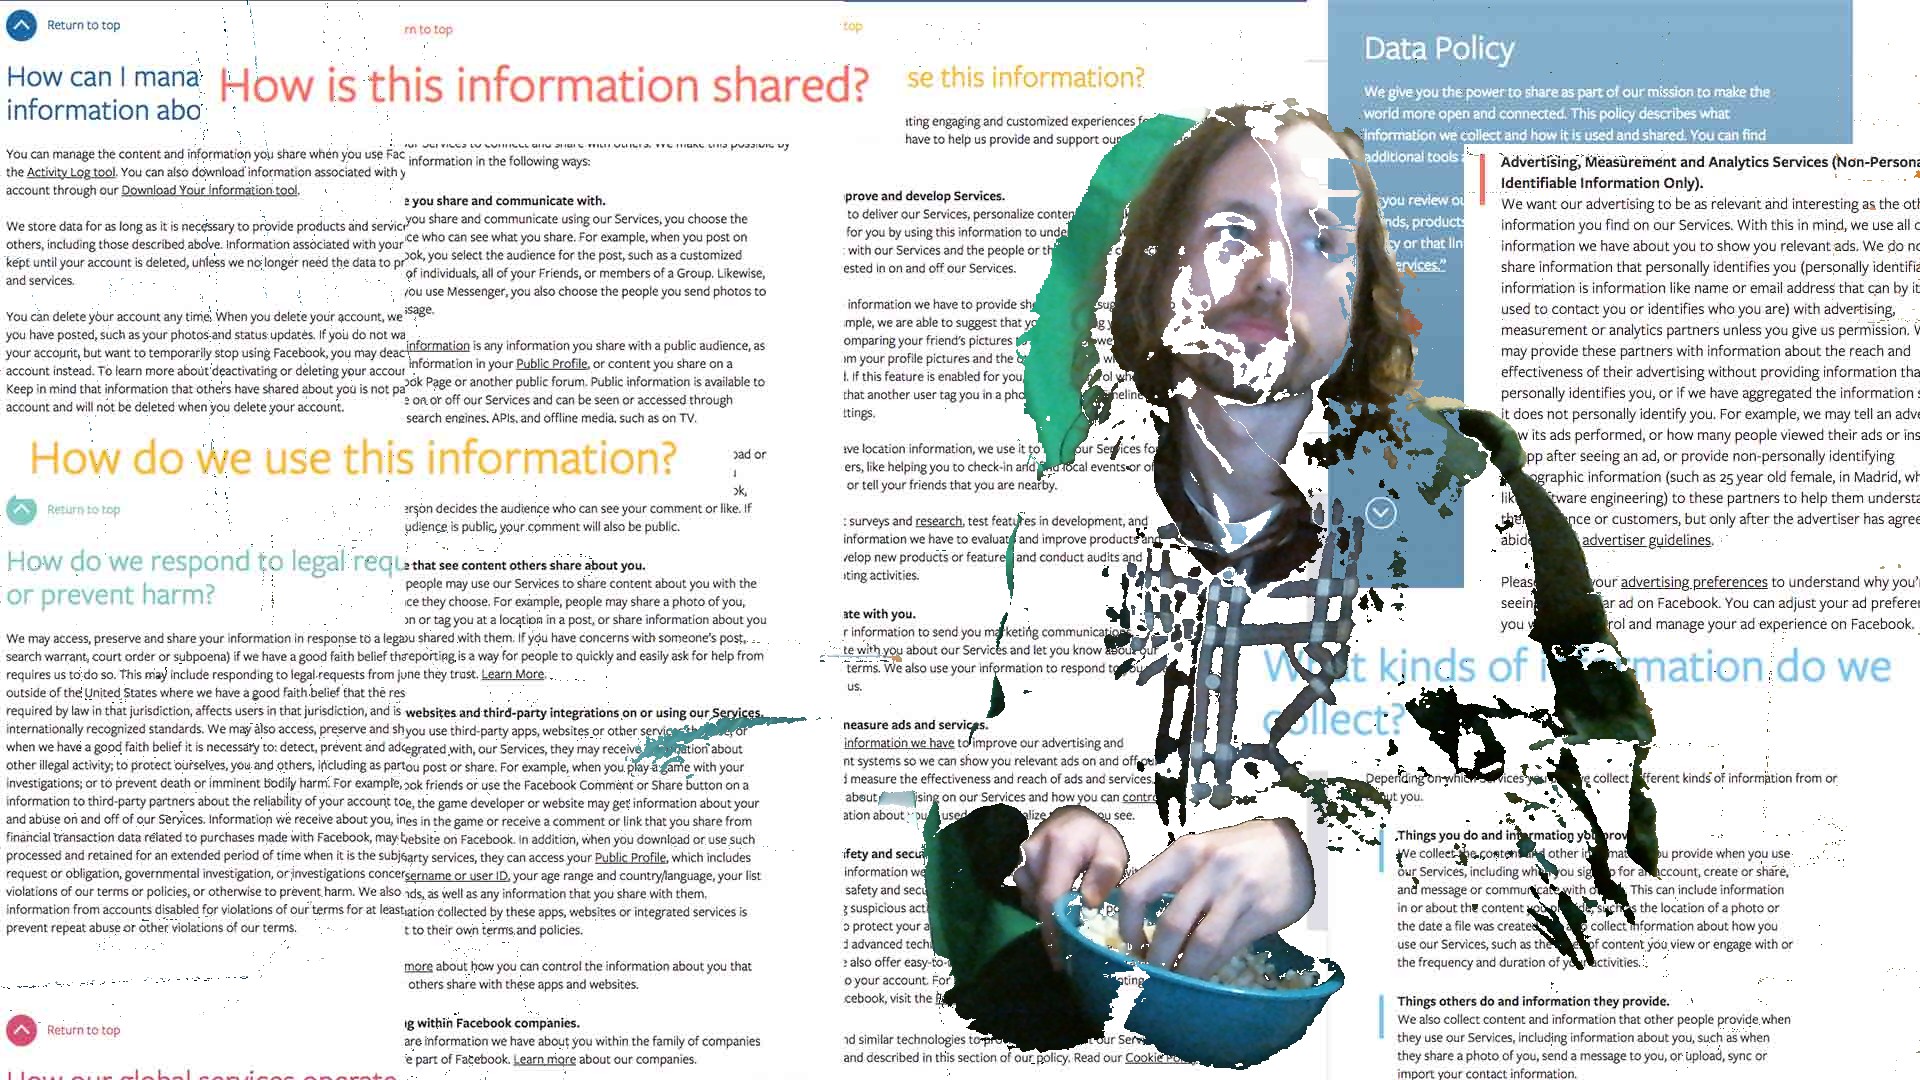 Return to top
How can I mana
information abo
You can manage the content and information you share when you use Fac
the Activity Log tool. You can also download information associated with y
account through our Download Your Information tool.
We store data for as long as it is necessary to provide products and service
others, including those described above. Information associated with your
kept until your account is deleted, unless we no longer need the data to pr
and services.
You can delete your account any time. When you delete your account, we
you have posted, such as your photos and status updates. If you do not wa
your account, but want to temporarily stop using Facebook, you may deac
account instead. To learn more about deactivating or deleting your accour
Keep in mind that information that others have shared about you is not pa
account and will not be deleted when you delete your account.
How do we use this information?
Return to top
How do we respond to legal requ
or prevent harm?
We may access, preserve and share your information in response to a lega
search warrant, court order or subpoena) if we have a good faith belief th
requires us to do so. This may include responding to legal requests from j
outside of the United States where we have a good faith belief that the res
required by law in that jurisdiction, affects users in that jurisdiction, and is
internationally recognized standards. We may also access, preserve and sh
when we have a good faith belief it is necessary to: detect, prevent and adc
other illegal activity; to protect ourselves, you and others, including as part
investigations; or to prevent death or imminent bodily harm. For example,
information to third-party partners about the reliability of your account to
and abuse on and off of our Services. Information we receive about you, in
financial transaction data related to purchases made with Facebook, may b
processed and retained for an extended period of time when it is the subje
request or obligation, governmental investigation, or investigations concer
violations of our terms or policies, or otherwise to prevent harm. We also
information from accounts disabled for violations of our terms for at least
prevent repeat abuse or other violations of our terms.
Return to top
How our global services operate
rn to top
How is this information shared?
our Services to connect and share with others. We make this possible by
information in the following ways:
e you share and communicate with.
you share and communicate using our Services, you choose the
ce who can see what you share. For example, when you post on
ok, you select the audience for the post, such as a customized
of individuals, all of your Friends, or members of a Group. Likewise,
you use Messenger, you also choose the people you send photos to
ssage.
information is any information you share with a public audience, as
information in your Public Profile, or content you share on a
ok Page or another public forum. Public information is available to
e on or off our Services and can be seen or accessed through
search engines, APIs, and offline media, such as on TV.
oad or
ok,
erson decides the audience who can see your comment or like. If
udience is public, your comment will also be public.
e that see content others share about you.
people may use our Services to share content about you with the
ce they choose. For example, people may share a photo of you,
on or tag you at a location in a post, or share information about you
ou shared with them. If you have concerns with someone's post,
reporting is a way for people to quickly and easily ask for help from
ne they trust. Learn More.
websites and third-party integrations on or using our Services.
you use third-party apps, websites or other services or
egrated with, our Services, they may receive information about
ou post or share. For example, when you play a game with your
ook friends or use the Facebook Comment or Share button on a
e, the game developer or website may get information about your
es in the game or receive a comment or link that you share from
ebsite on Facebook. In addition, when you download or use such
arty services, they can access your Public Profile, which includes
sername or user ID, your age range and country/language, your list
nds, as well as any information that you share with them.
ation collected by these apps, websites or integrated services is
t to their own terms and policies.
more about how you can control the information about you that
others share with these apps and websites.
g within Facebook companies.
are information we have about you within the family of companies
e part of Facebook. Learn more about our companies.
top
se this information?
ting engaging and customized experiences f
have to help us provide and support our
prove and develop Services.
to deliver our Services, personalize conten
for you by using this information to unde
with our Services and the people or th
ested in on and off our Services.
information we have to provide sh
mple, we are able to suggest that yo
omparing your friend's pictures
m your profile pictures and the
l. If this feature is enabled for you,
that another user tag you in a pho
ttings.
ave location information, we use it to our Services for
ers, like helping you to check-in and local events or of
or tell your friends that you are nearby.
t surveys and research, test features in development, and
information we have to evaluate and improve products and
velop new products or features and conduct audits and
ting activities.
ate with you.
r information to send you marketing communications
te with you about our Services and let you know about our
terms. We also use your information to respond to you
us.
measure ads and services.
information we have to improve our advertising and
nt systems so we can show you relevant ads on and off our
d measure the effectiveness and reach of ads and services.
about sing on our Services and how you can contr
ation about used see.
fety and secu
information we
safety and secu
g suspicious act
o protect your a
d advanced tech
e also offer easy-to-
o your account. For
cebook, visit the
nd similar technologies to our Serv
and described in this section of our policy. Read our Cookie
Data Policy
We give you the power to share as part of our mission to make the
world more open and connected. This policy describes what
information we collect and how it is used and shared. You can find
additional tools
you review ou
nds, products
cy or that lin
ervices."
Advertising, Measurement and Analytics Services (Non-Persona
Identifiable Information Only).
We want our advertising to be as relevant and interesting as the oth
information you find on our Services. With this in mind, we use all o
information we have about you to show you relevant ads. We do no
share information that personally identifies you (personally identifia
information is information like name or email address that can by it
used to contact you or identifies who you are) with advertising,
measurement or analytics partners unless you give us permission. W
may provide these partners with information about the reach and
effectiveness of their advertising without providing information tha
personally identifies you, or if we have aggregated the information s
it does not personally identify you. For example, we may tell an adve
w its ads performed, or how many people viewed their ads or ins
pp after seeing an ad, or provide non-personally identifying
ographic information (such as 25 year old female, in Madrid, wh
lik ftware engineering) to these partners to help them understa
their nce or customers, but only after the advertiser has agree
abid advertiser guidelines.
Pleas your advertising preferences to understand why you'
seein ar ad on Facebook. You can adjust your ad preferen
you rol and manage your ad experience on Facebook.
What kinds of information do we
collect?
Depending on which Services you we collect different kinds of information from or
about you.
Things you do and information you prov
We collect the content and other information you provide when you use
our Services, including when you sign up for an account, create or share,
and message or communicate with o This can include information
in or about the content you provide, such as the location of a photo or
the date a file was created. collect information about how you
use our Services, such as the of content you view or engage with or
the frequency and duration of your activities.
Things others do and information they provide.
We also collect content and information that other people provide when
they use our Services, including information about you, such as when
they share a photo of you, send a message to you, or upload, sync or
import your contact information.